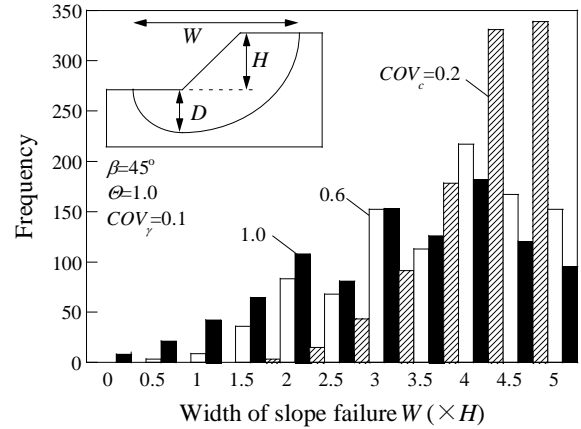 350
300
250
200
150
100
50
0
Frequency
W
H
D
β=45°
Θ=1.0
COVγ=0.1
COVc=0.2
0.6
1.0
0 0.5 1 1.5 2 2.5 3 3.5 4 4.5 5
Width of slope failure W (×H)